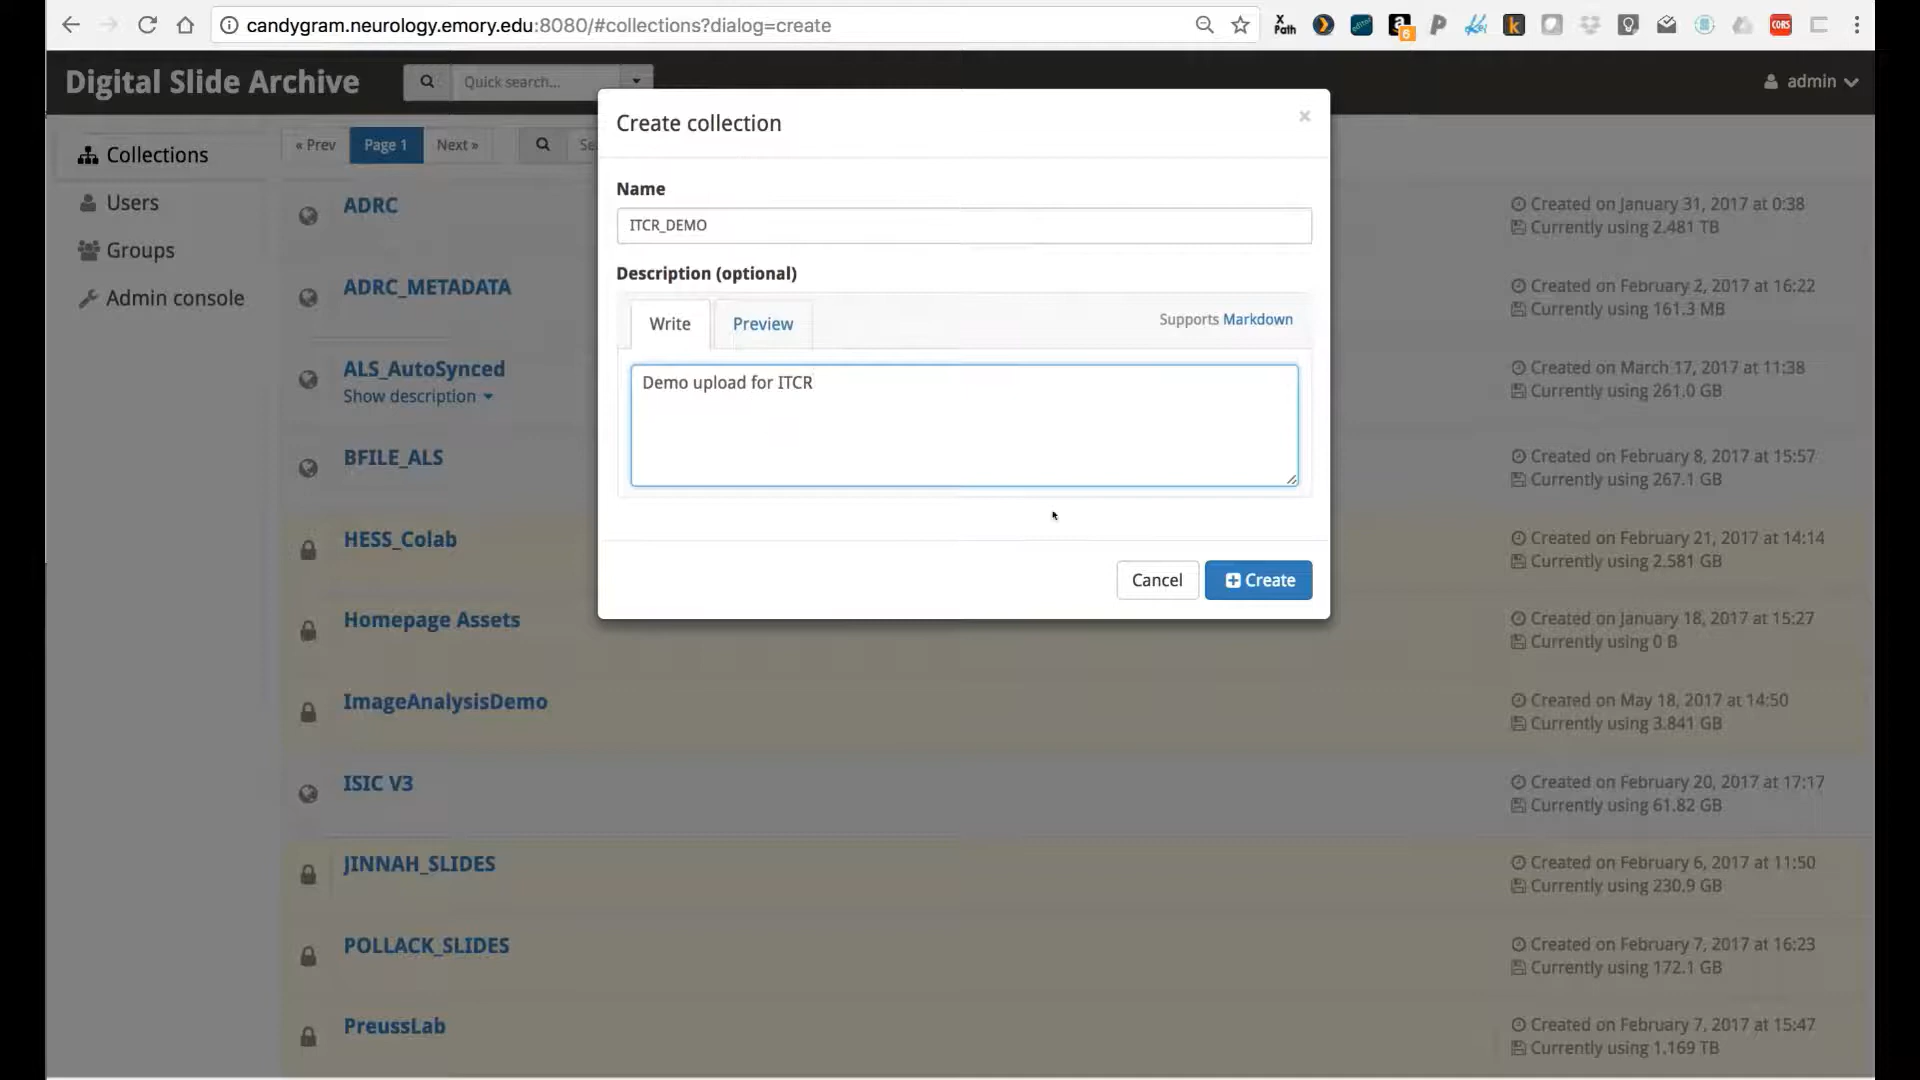 candygram.neurology.emory.edu:8080/#collections?dialog=create
X
Path
6
CORS
Digital Slide Archive
Quick search...
admin
Create collection
×
Collections
Users
Groups
Admin console
« Prev
Page 1
Next »
Name
ITCR_DEMO
Description (optional)
Write
Preview
Supports Markdown
Demo upload for ITCR
Cancel
Create
ADRC
Created on January 31, 2017 at 0:38
Currently using 2.481 TB
ADRC_METADATA
Created on February 2, 2017 at 16:22
Currently using 161.3 MB
ALS_AutoSynced
Show description
Created on March 17, 2017 at 11:38
Currently using 261.0 GB
BFILE_ALS
Created on February 8, 2017 at 15:57
Currently using 267.1 GB
HESS_Colab
Created on February 21, 2017 at 14:14
Currently using 2.581 GB
Homepage Assets
Created on January 18, 2017 at 15:27
Currently using 0 B
ImageAnalysisDemo
Created on May 18, 2017 at 14:50
Currently using 3.841 GB
ISIC V3
Created on February 20, 2017 at 17:17
Currently using 61.82 GB
JINNAH_SLIDES
Created on February 6, 2017 at 11:50
Currently using 230.9 GB
POLLACK_SLIDES
Created on February 7, 2017 at 16:23
Currently using 172.1 GB
PreussLab
Created on February 7, 2017 at 15:47
Currently using 1.169 TB